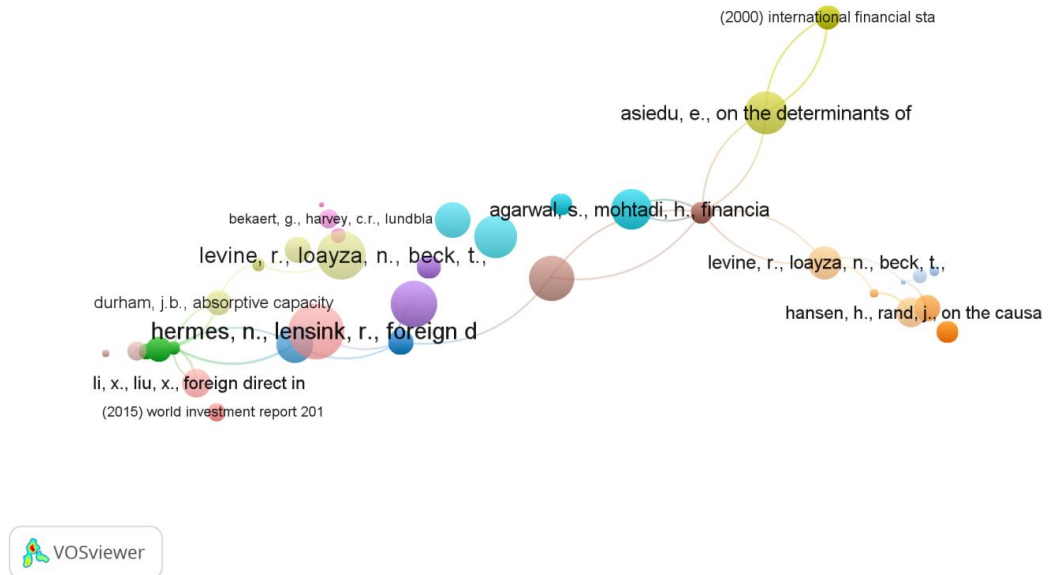 (2000) international financial sta
asiedu, e., on the determinants of
agarwal, s., mohtadi, h., financia
bekaert, g., harvey, c.r., lundbla
levine, r., loayza, n., beck, t.,
levine, r., loayza, n., beck, t.,
durham, j.b., absorptive capacity
hansen, h., rand, j., on the causa
hermes, n., lensink, r., foreign d
li, x., liu, x., foreign direct in
(2015) world investment report 201
VOSviewer